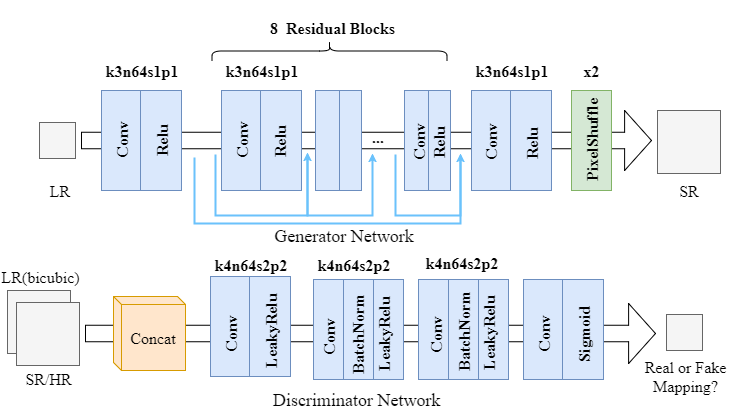 8 Residual Blocks
k3n64s1p1
k3n64s1p1
k3n64s1p1
x2
Conv
Relu
Conv
Relu
...
Conv
Relu
Conv
Relu
PixelShuffle
LR
SR
Generator Network
LR(bicubic)
k4n64s2p2
k4n64s2p2
k4n64s2p2
Concat
Conv
LeakyRelu
Conv
BatchNorm
LeakyRelu
Conv
BatchNorm
LeakyRelu
Conv
Sigmoid
SR/HR
Real or Fake
Mapping?
Discriminator Network